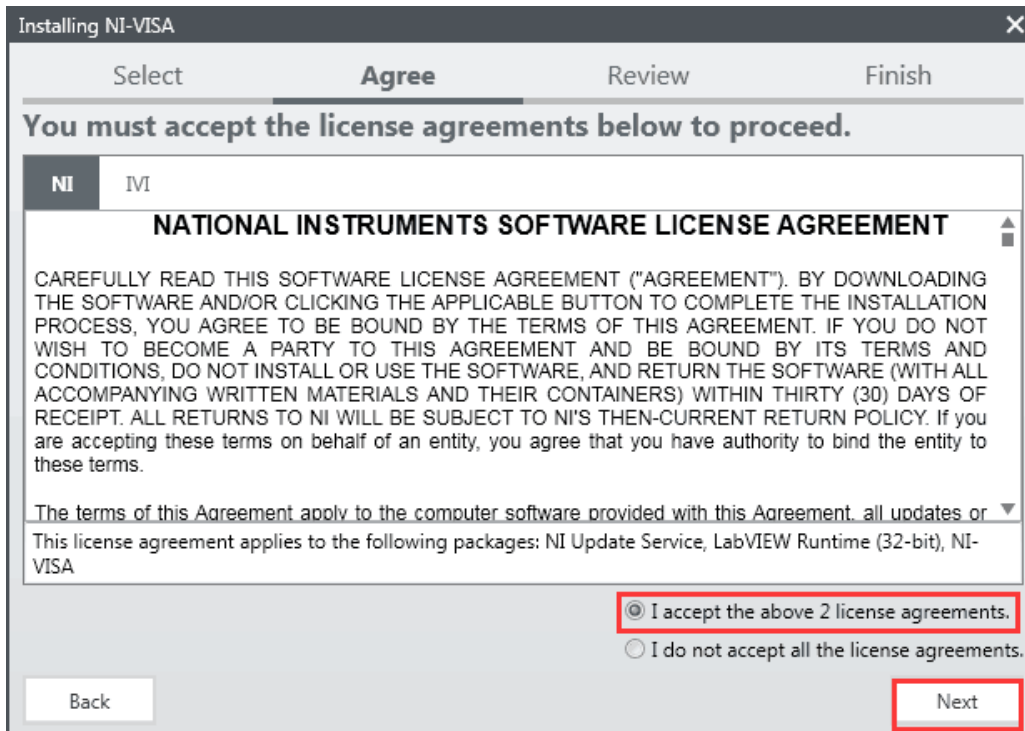 Installing NI-VISA
Select Agree Review Finish
You must accept the license agreements below to proceed.
NI IVI
NATIONAL INSTRUMENTS SOFTWARE LICENSE AGREEMENT
CAREFULLY READ THIS SOFTWARE LICENSE AGREEMENT ("AGREEMENT"). BY DOWNLOADING
THE SOFTWARE AND/OR CLICKING THE APPLICABLE BUTTON TO COMPLETE THE INSTALLATION
PROCESS, YOU AGREE TO BE BOUND BY THE TERMS OF THIS AGREEMENT. IF YOU DO NOT
WISH TO BECOME A PARTY TO THIS AGREEMENT AND BE BOUND BY ITS TERMS AND
CONDITIONS, DO NOT INSTALL OR USE THE SOFTWARE, AND RETURN THE SOFTWARE (WITH ALL
ACCOMPANYING WRITTEN MATERIALS AND THEIR CONTAINERS) WITHIN THIRTY (30) DAYS OF
RECEIPT. ALL RETURNS TO NI WILL BE SUBJECT TO NI'S THEN-CURRENT RETURN POLICY. If you
are accepting these terms on behalf of an entity, you agree that you have authority to bind the entity to
these terms.
The terms of this Agreement apply to the computer software provided with this Agreement, all updates or
This license agreement applies to the following packages: NI Update Service, LabVIEW Runtime (32-bit), NI-
VISA
I accept the above 2 license agreements.
I do not accept all the license agreements.
Back Next